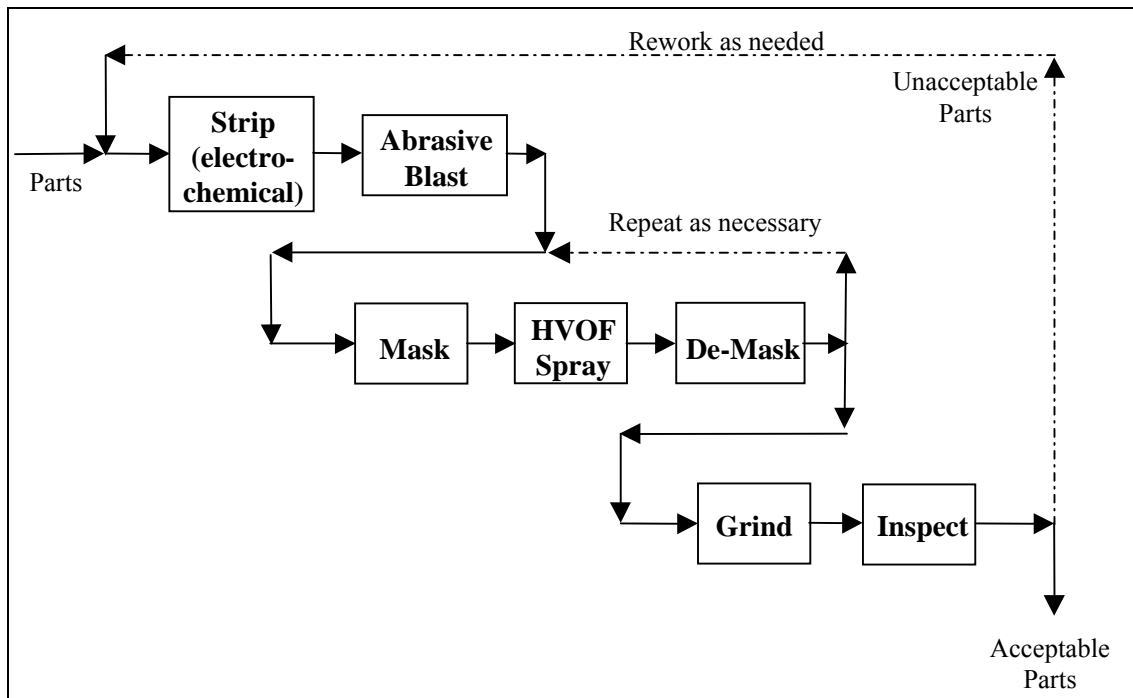 Rework as needed
Unacceptable
Parts
Parts
Strip
(electro-
chemical)
Abrasive
Blast
Repeat as necessary
Mask
HVOF
Spray
De-Mask
Grind
Inspect
Acceptable
Parts